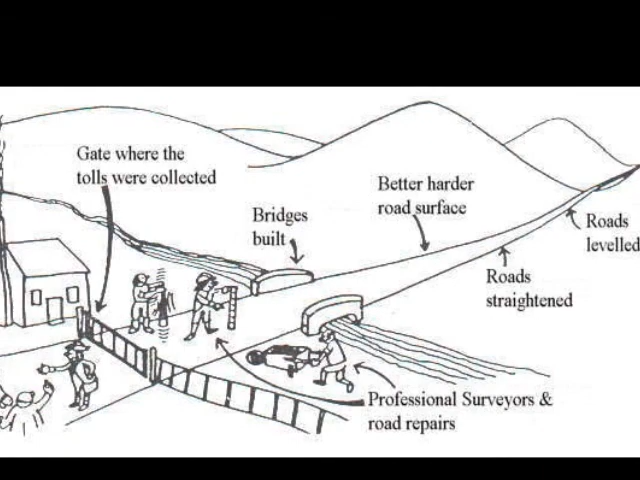 Gate where the
tolls were collected
Bridges
built
Better harder
road surface
Roads
levelled
Roads
straightened
Professional Surveyors &
road repairs